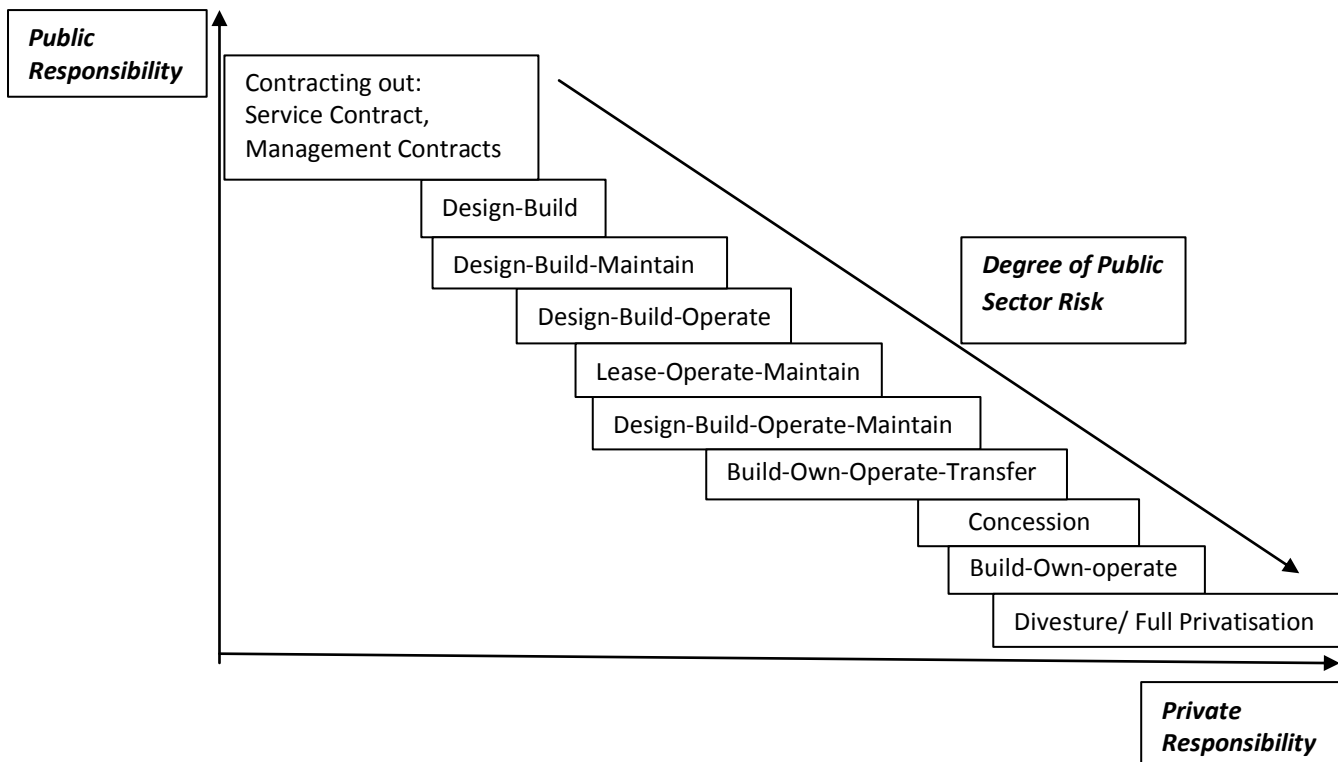 Public
Responsibility
Contracting out:
Service Contract,
Management Contracts
Design-Build
Design-Build-Maintain
Degree of Public
Sector Risk
Design-Build-Operate
Lease-Operate-Maintain
Design-Build-Operate-Maintain
Build-Own-Operate-Transfer
Concession
Build-Own-operate
Divesture/ Full Privatisation
Private
Responsibility